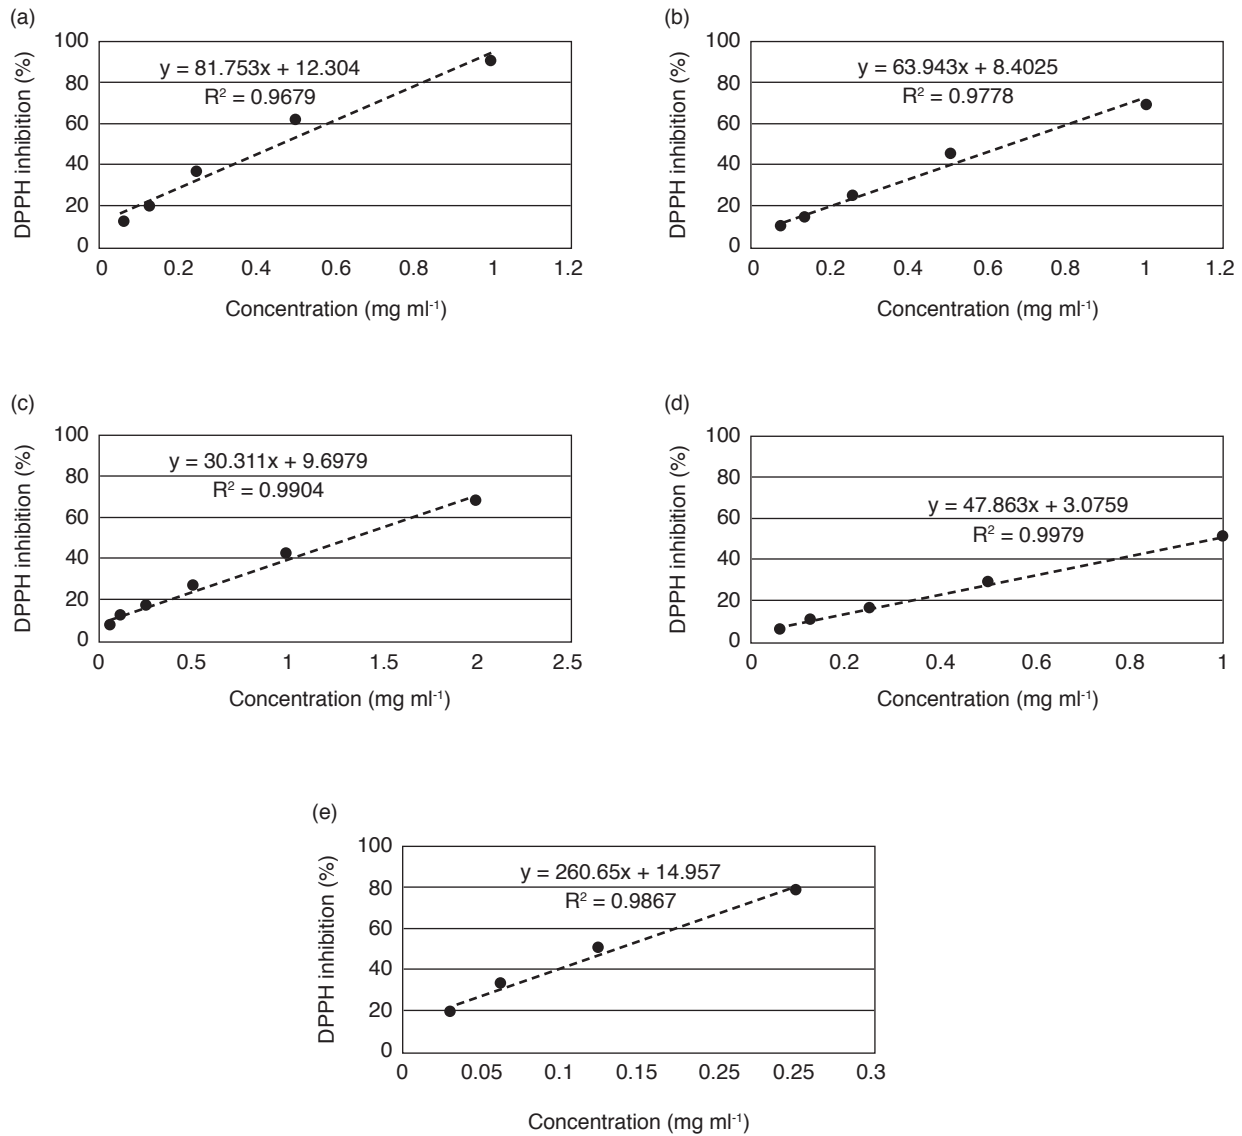 (a)
100
80
60
40
20
0
DPPH inhibition (%)
y = 81.753x + 12.304
R² = 0.9679
0 0.2 0.4 0.6 0.8 1 1.2
Concentration (mg ml⁻¹)
(b)
100
80
60
40
20
0
DPPH inhibition (%)
y = 63.943x + 8.4025
R² = 0.9778
0 0.2 0.4 0.6 0.8 1 1.2
Concentration (mg ml⁻¹)
(c)
100
80
60
40
20
0
DPPH inhibition (%)
y = 30.311x + 9.6979
R² = 0.9904
0 0.5 1 1.5 2 2.5
Concentration (mg ml⁻¹)
(d)
100
80
60
40
20
0
DPPH inhibition (%)
y = 47.863x + 3.0759
R² = 0.9979
0 0.2 0.4 0.6 0.8 1
Concentration (mg ml⁻¹)
(e)
100
80
60
40
20
0
DPPH inhibition (%)
y = 260.65x + 14.957
R² = 0.9867
0 0.05 0.1 0.15 0.25 0.25 0.3
Concentration (mg ml⁻¹)